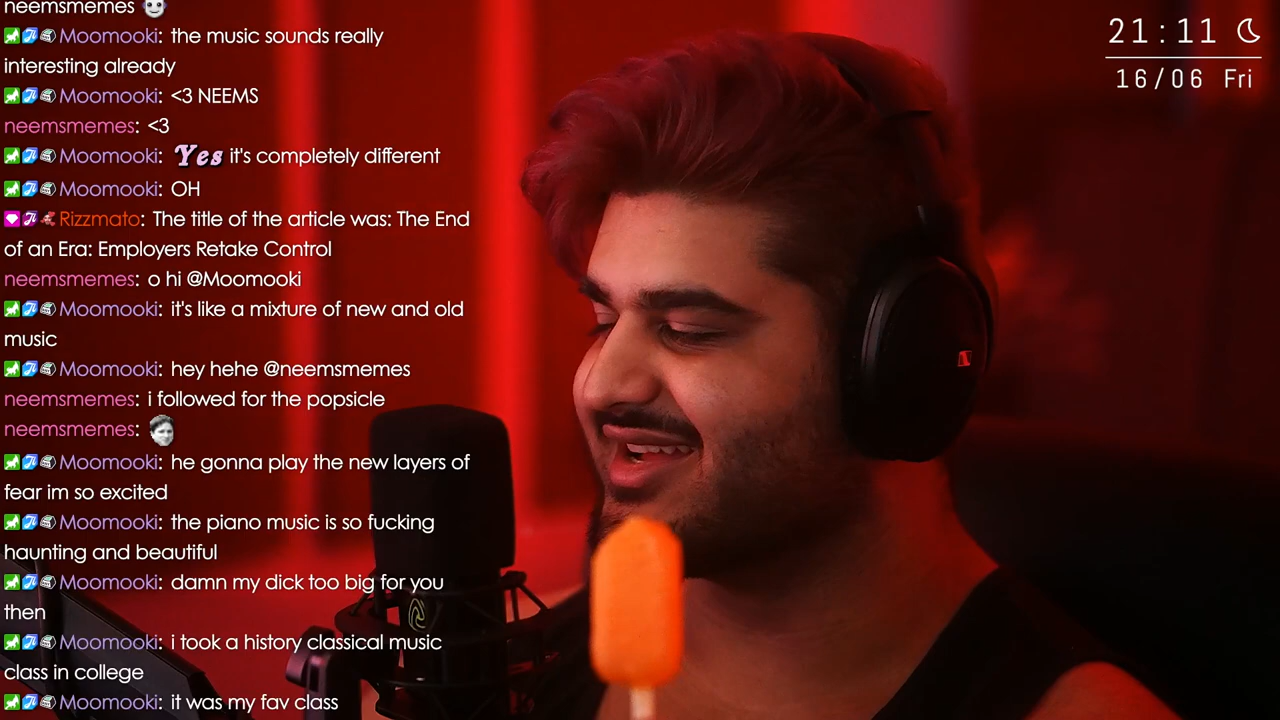 neemsmemes
Moomooki: the music sounds really
interesting already
Moomooki: <3 NEEMS
neemsmemes: <3
Moomooki: Yes it's completely different
Moomooki: OH
Rizzmato: The title of the article was: The End
of an Era: Employers Retake Control
neemsmemes: o hi @Moomooki
Moomooki: it's like a mixture of new and old
music
Moomooki: hey hehe @neemsmemes
neemsmemes: i followed for the popsicle
neemsmemes:
Moomooki: he gonna play the new layers of
fear im so excited
Moomooki: the piano music is so fucking
haunting and beautiful
Moomooki: damn my dick too big for you
then
Moomooki: i took a history classical music
class in college
Moomooki: it was my fav class
21:11
16/06 Fri